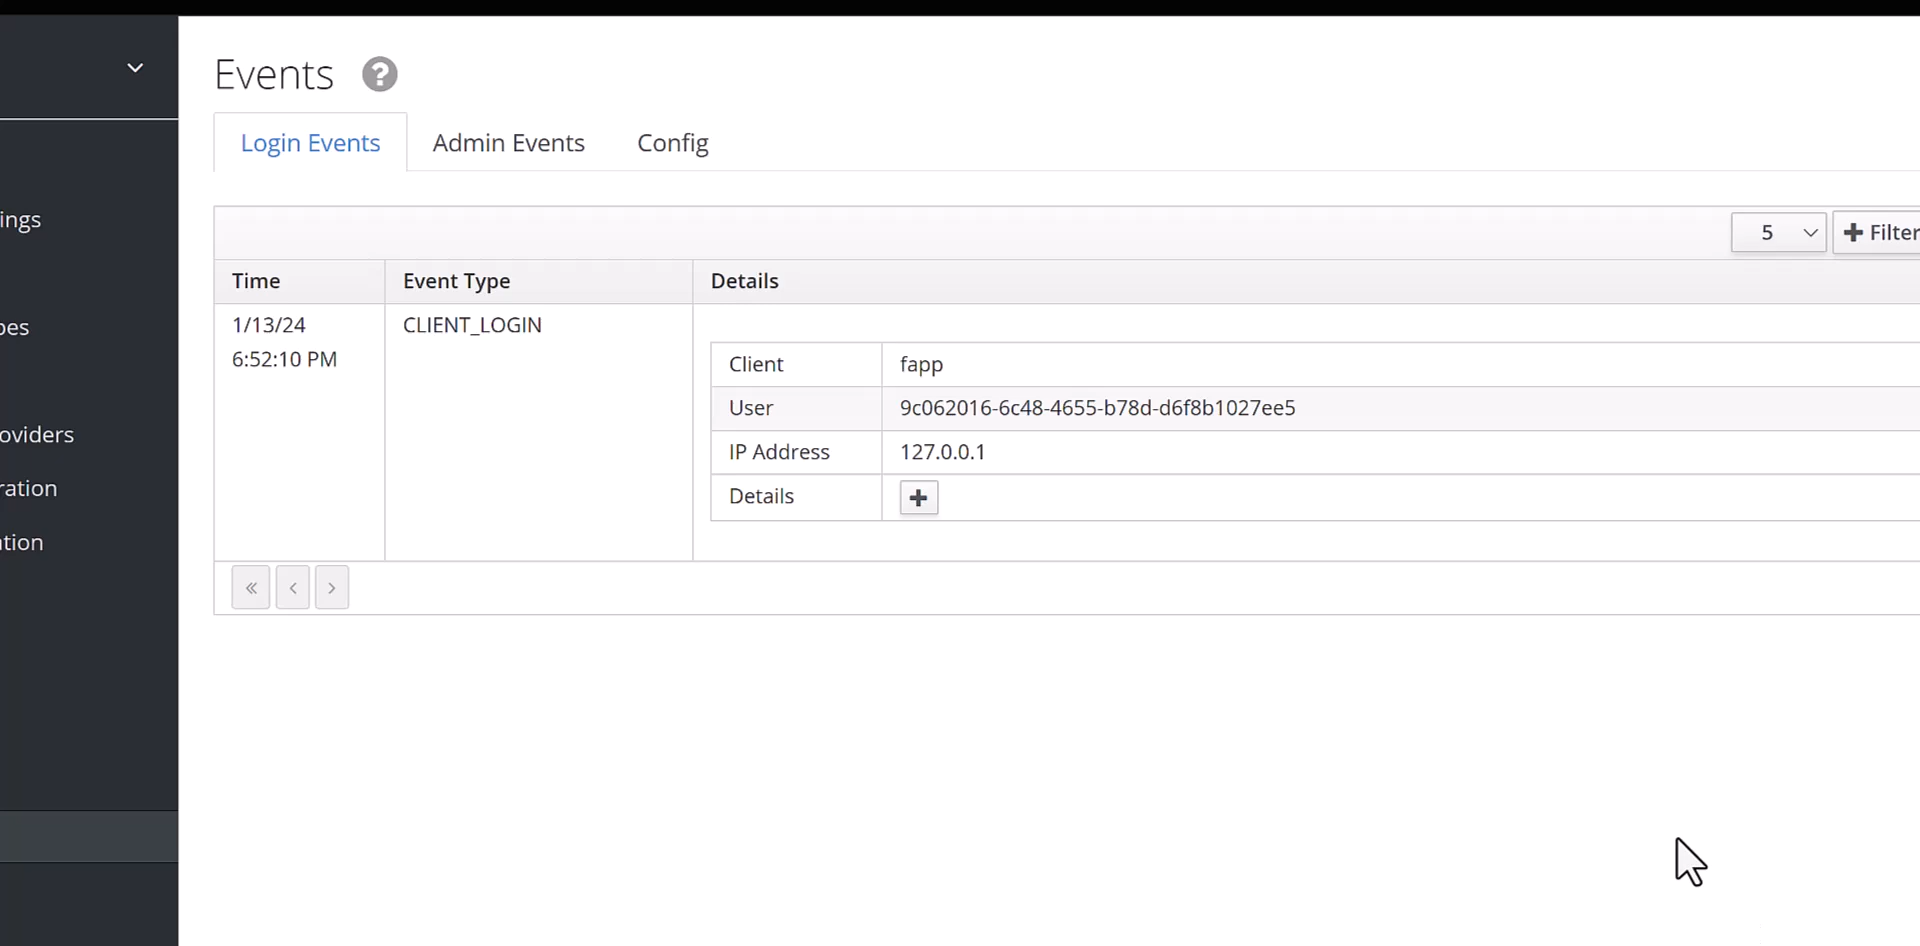 Events ?
Login Events Admin Events Config
ings
5 + Filter
Time Event Type Details
1/13/24 CLIENT_LOGIN
6:52:10 PM
pes
Client fapp
User 9c062016-6c48-4655-b78d-d6f8b1027ee5
oviders
IP Address 127.0.0.1
ration
Details +
ation
« < >